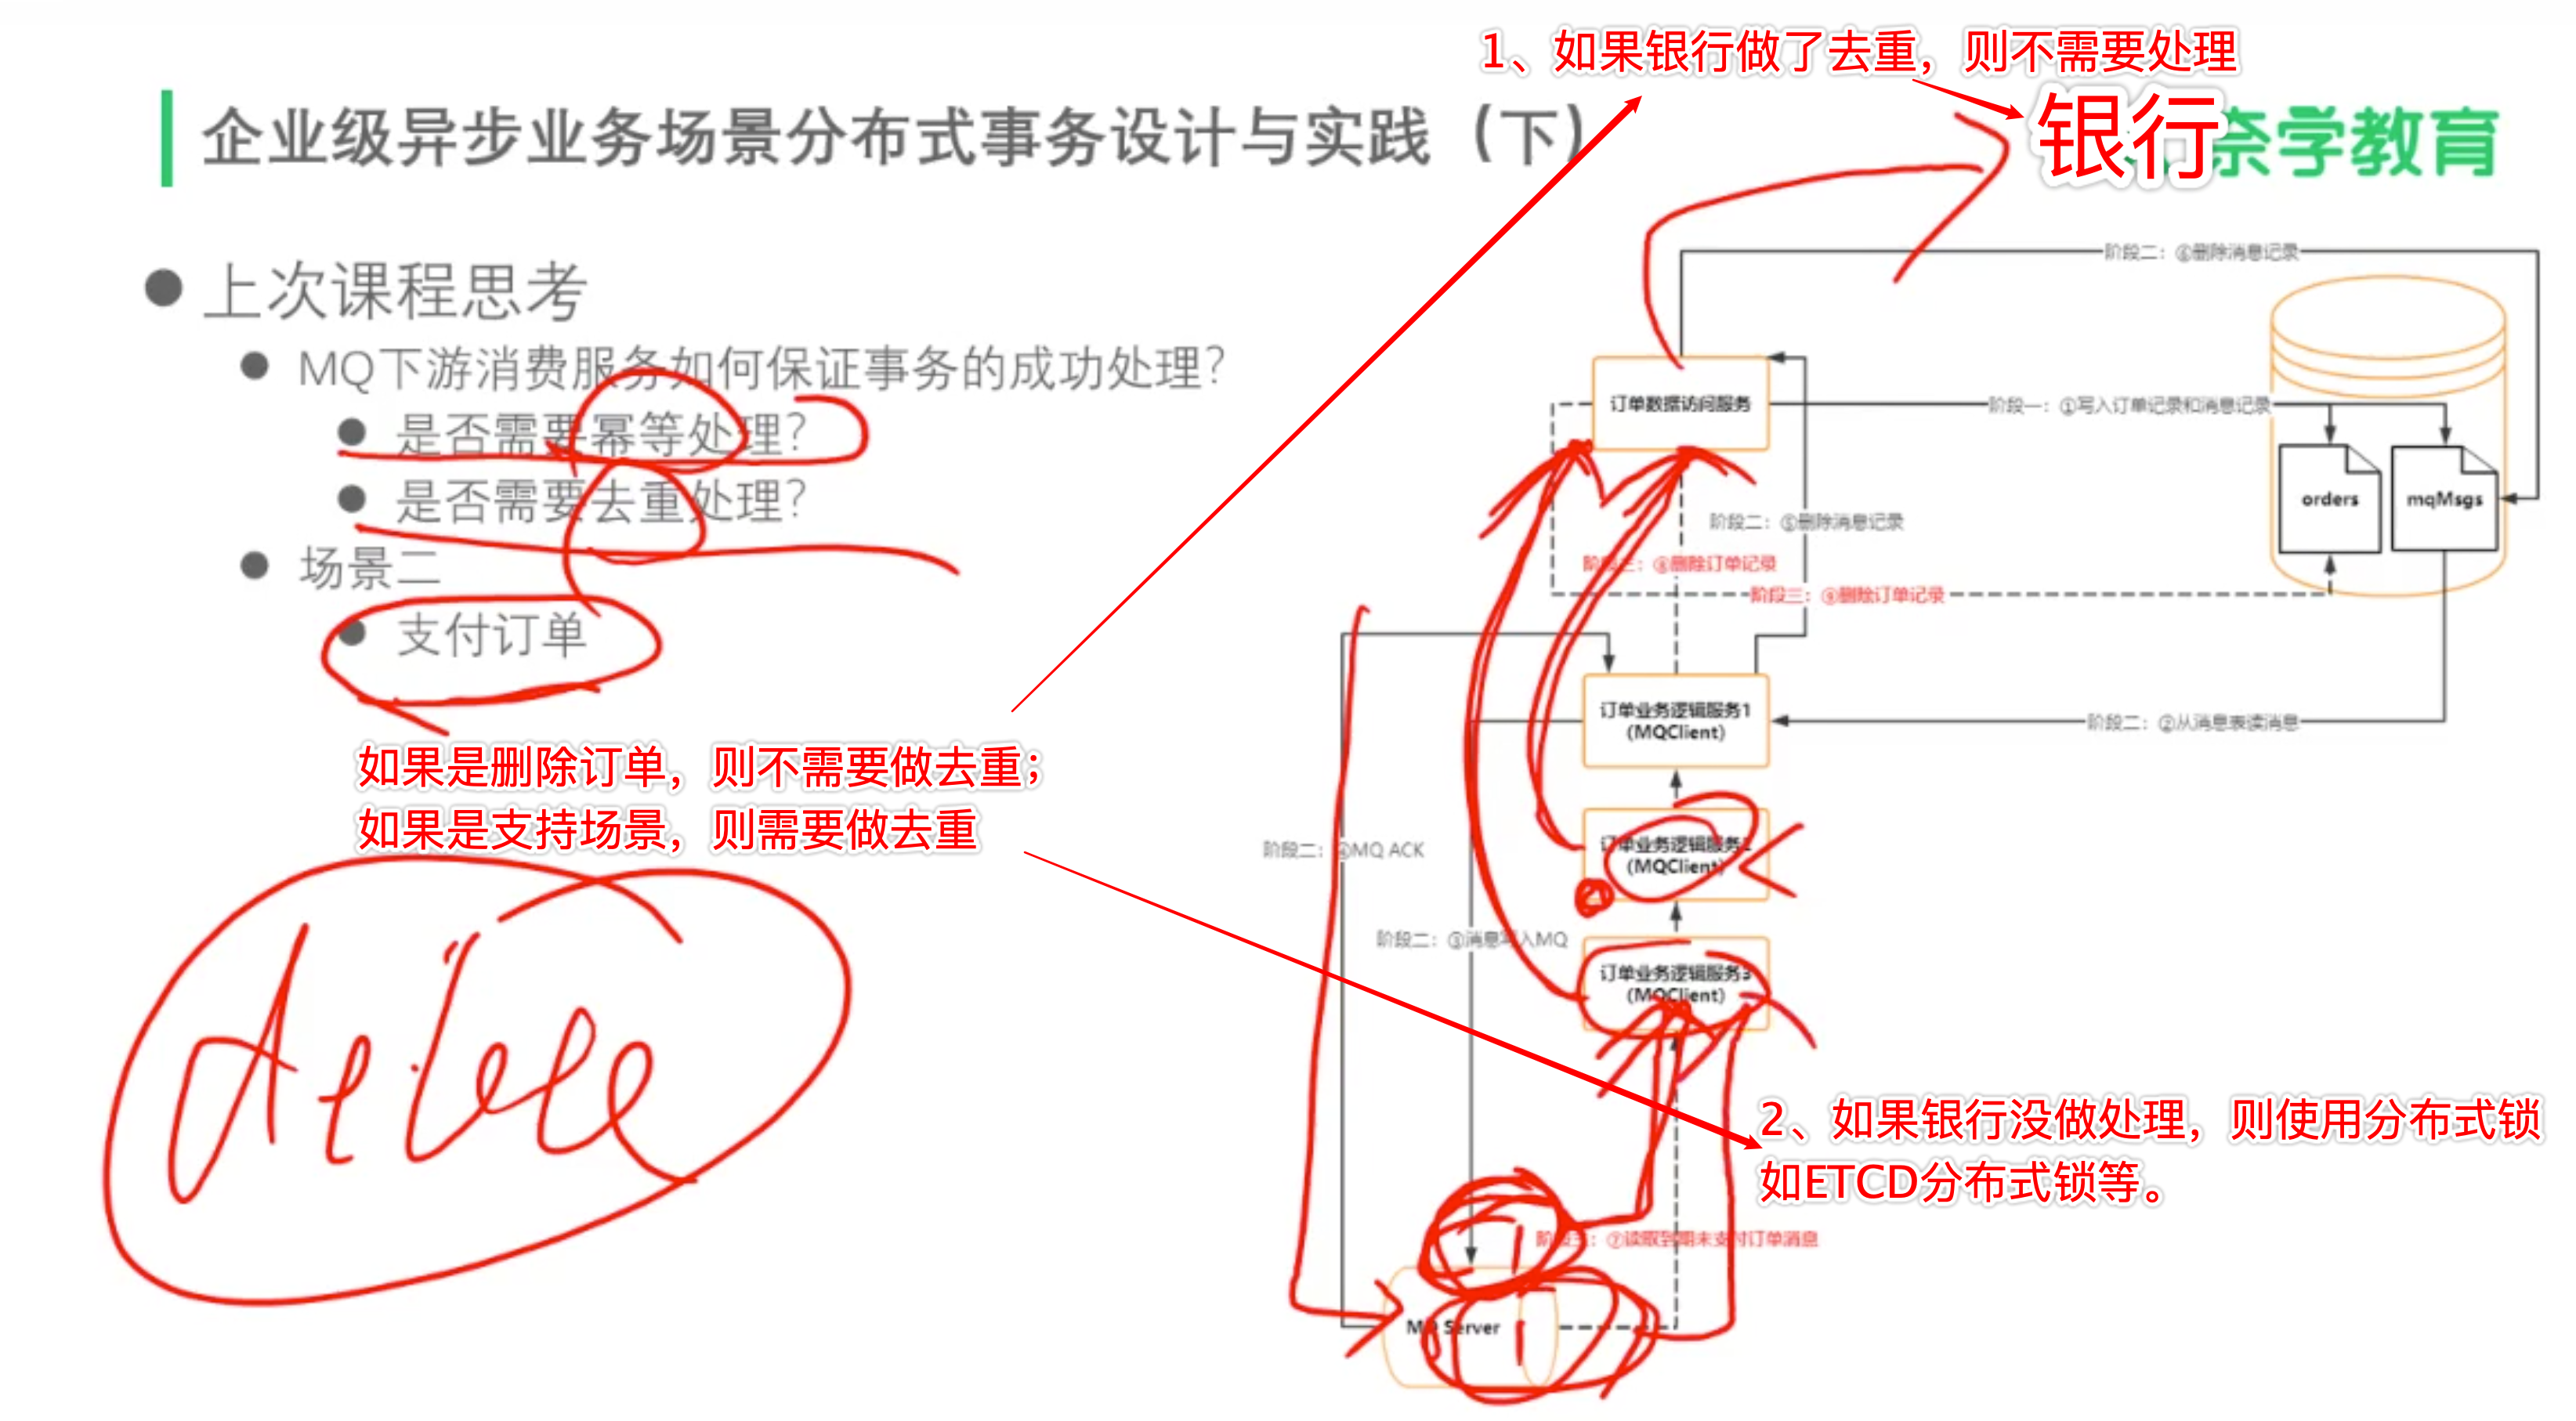 1、如果银行做了去重，则不需要处理
企业级异步业务场景分布式事务设计与实践（下）
银行
奈学教育
上次课程思考
MQ下游消费服务如何保证事务的成功处理？
是否需要幂等处理？
是否需要去重处理？
场景二
支付订单
如果是删除订单，则不需要做去重；
如果是支持场景，则需要做去重
delete
阶段二：⑥删除消息记录
订单数据访问服务
阶段一：①写入订单记录和消息记录
orders
mqMsgs
阶段二：⑤删除消息记录
阶段三：⑧删除订单记录
阶段三：⑨删除订单记录
订单业务逻辑服务1
(MQClient)
阶段二：②从消息表读消息
阶段二：④MQ ACK
订单业务逻辑服务2
(MQClient)
阶段二：③消息写入MQ
订单业务逻辑服务3
(MQClient)
2、如果银行没做处理，则使用分布式锁
如ETCD分布式锁等。
阶段三：⑦读取到期未支付订单消息
MQ Server